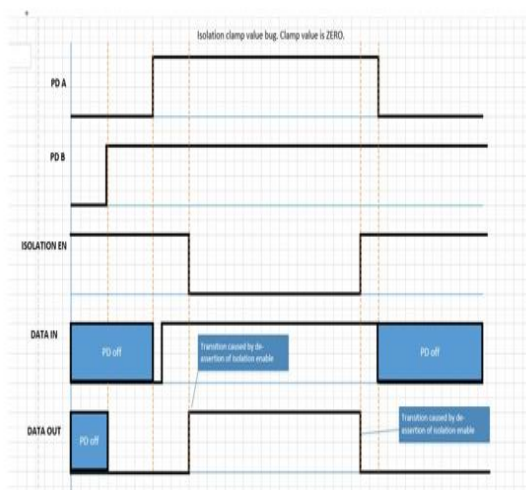 Isolation clamp value bug. Clamp value is ZERO.
PD A
PD B
ISOLATION EN
DATA IN
PD off
PD off
Transition caused by de-
assertion of isolation enable
DATA OUT
PD off
Transition caused by de-
assertion of isolation enable